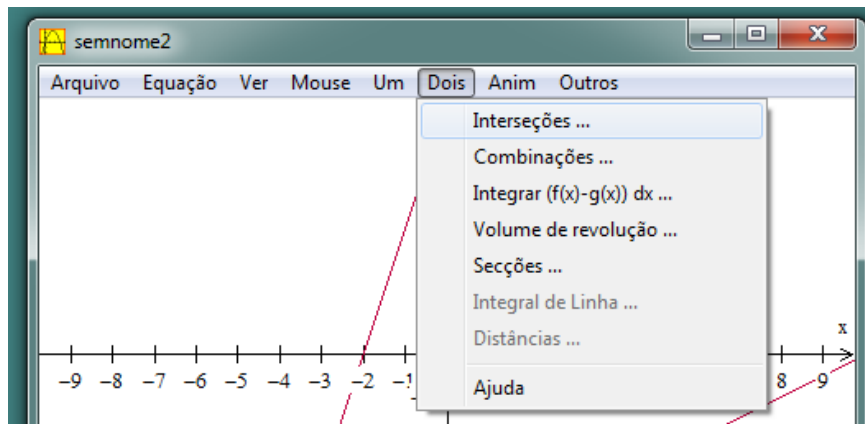 semnome2
Arquivo Equação Ver Mouse Um Dois Anim Outros
Interseções ...
Combinações ...
Integrar (f(x)-g(x)) dx ...
Volume de revolução ...
Secções ...
Integral de Linha ...
Distâncias ...
Ajuda
x
−9 −8 −7 −6 −5 −4 −3 −2 −1 8 9